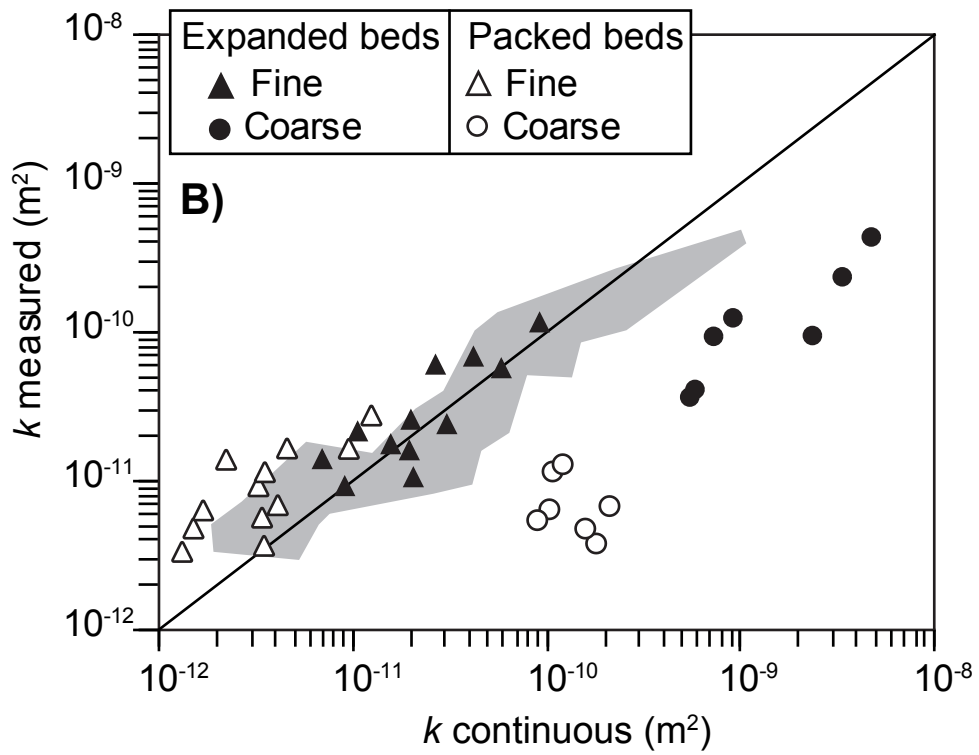 Expanded beds Packed beds
Fine Fine
Coarse Coarse
B)
k measured (m²)
10⁻⁸
10⁻⁹
10⁻¹⁰
10⁻¹¹
10⁻¹²
10⁻¹² 10⁻¹¹ 10⁻¹⁰ 10⁻⁹ 10⁻⁸
k continuous (m²)